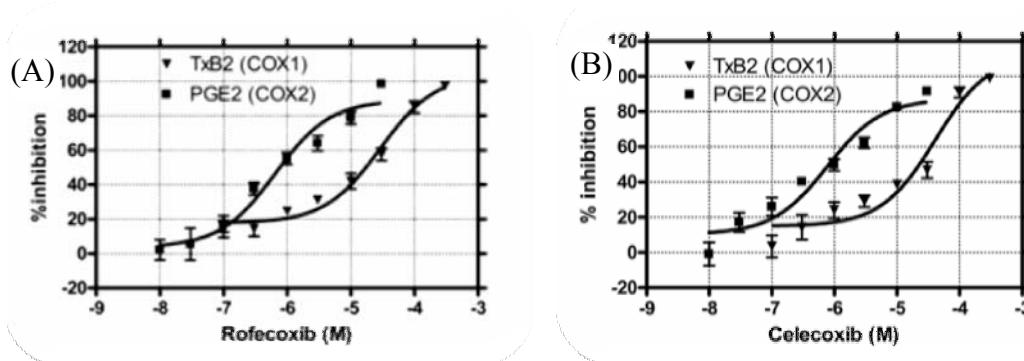 (A)
120
100
80
60
40
20
0
-20
%inhibition
TxB2 (COX1)
PGE2 (COX2)
-9 -8 -7 -6 -5 -4 -3
Rofecoxib (M)
(B)
120
00
80
60
40
20
0
-20
% inhibition
TxB2 (COX1)
PGE2 (COX2)
-9 -8 -7 -6 -5 -4 -3
Celecoxib (M)